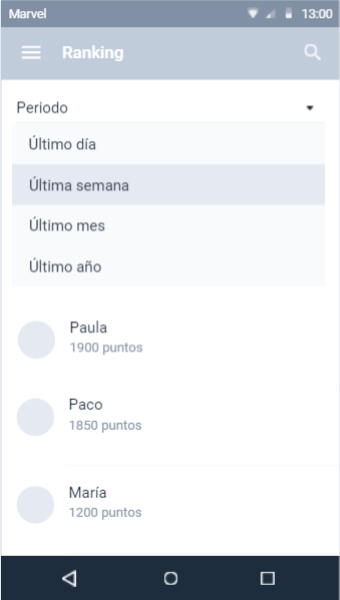 Marvel 13:00
Ranking
Periodo
Último día
Última semana
Último mes
Último año
Paula
1900 puntos
Paco
1850 puntos
María
1200 puntos